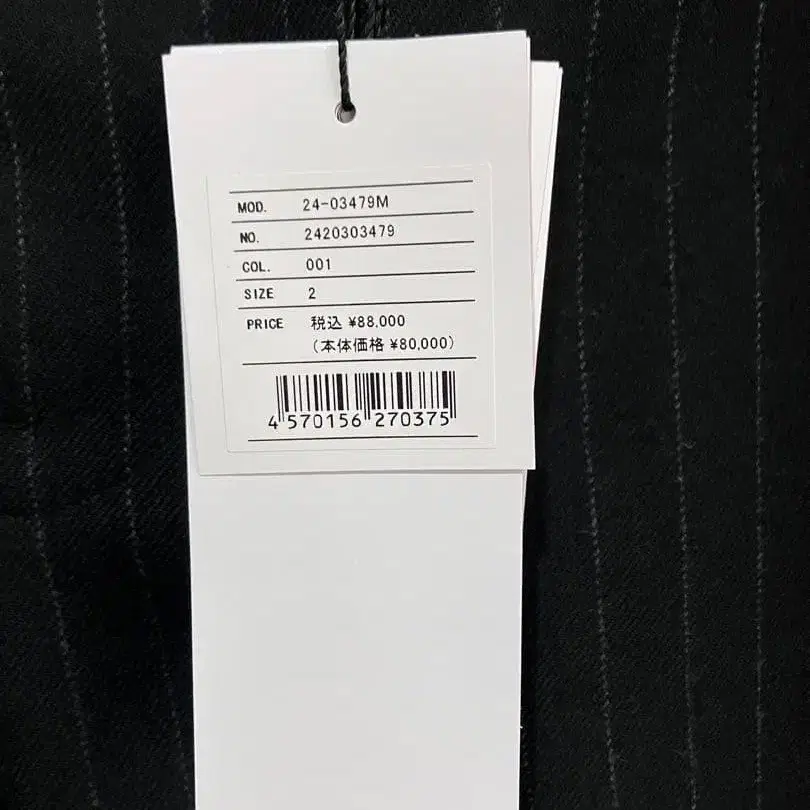 MOD. 24-03479M
NO. 2420303479
COL. 001
SIZE 2
PRICE 税込 ¥88,000
(本体価格 ¥80,000)
4 570156 270375